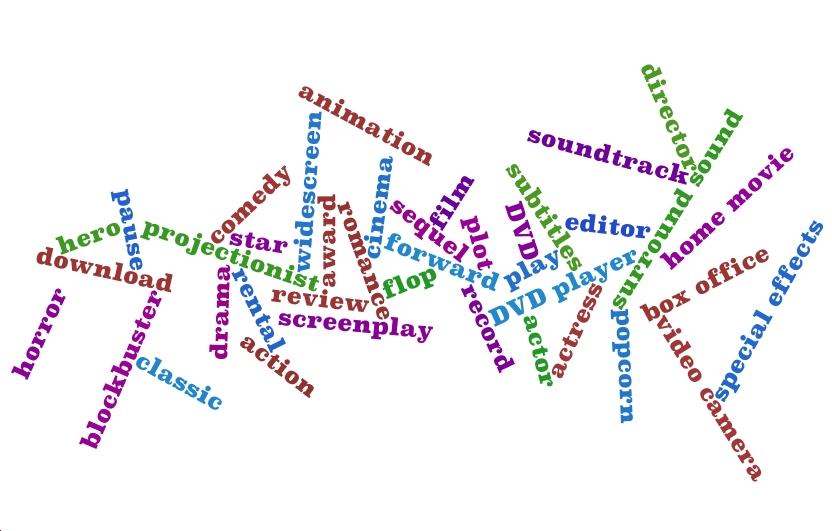 animation
director
soundtrack
surround sound
home movie
widescreen
comedy
cinema
film
subtitles
pause
hero
projectionist
star
award
romance
sequel
plot
DVD
editor
download
drama
rental
review
flop
forward
play
DVD player
box office
special effects
horror
blockbuster
screenplay
record
actor
actress
popcorn
video camera
classic
action